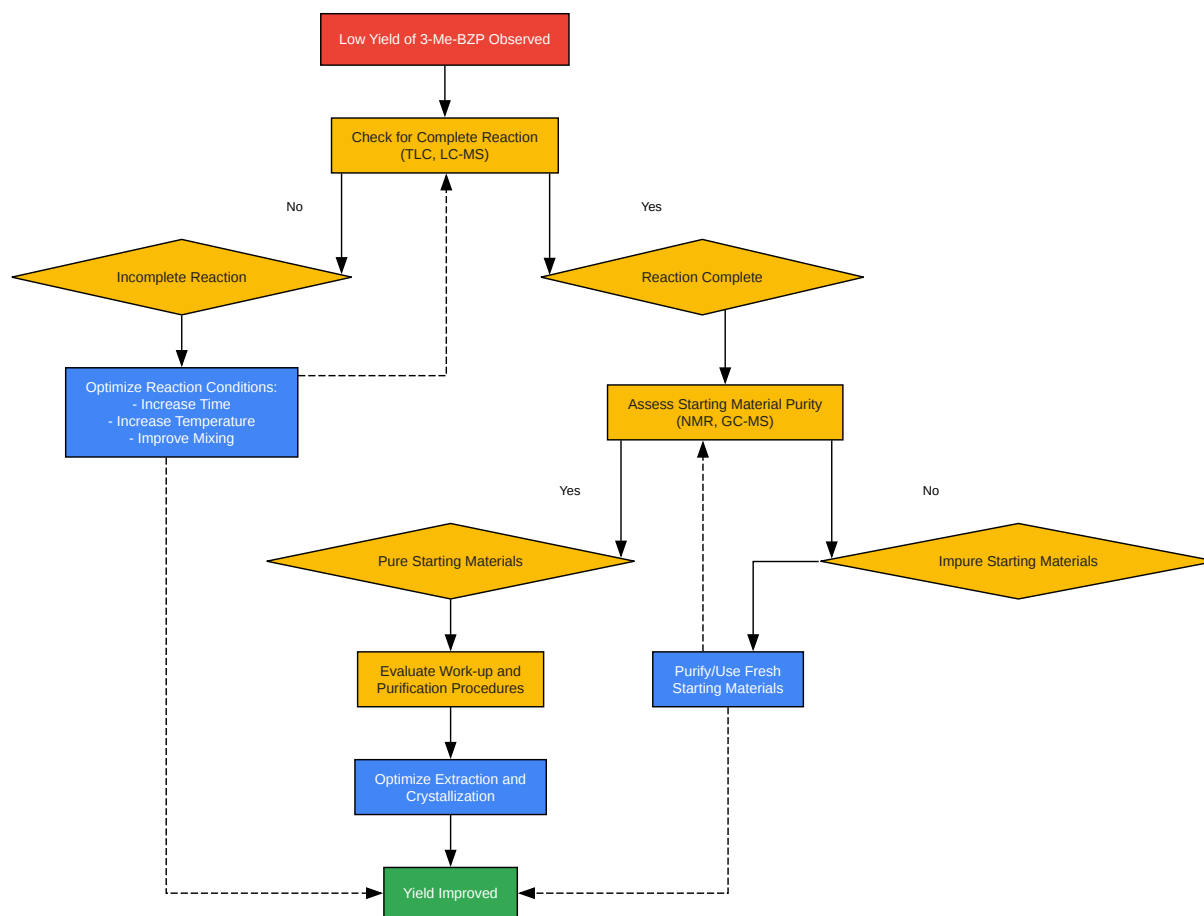 Low Yield of 3-Me-BZP Observed
Check for Complete Reaction
(TLC, LC-MS)
No
Yes
Incomplete Reaction
Reaction Complete
Optimize Reaction Conditions:
- Increase Time
- Increase Temperature
- Improve Mixing
Assess Starting Material Purity
(NMR, GC-MS)
Yes
No
Pure Starting Materials
Impure Starting Materials
Evaluate Work-up and
Purification Procedures
Purify/Use Fresh
Starting Materials
Optimize Extraction and
Crystallization
Yield Improved